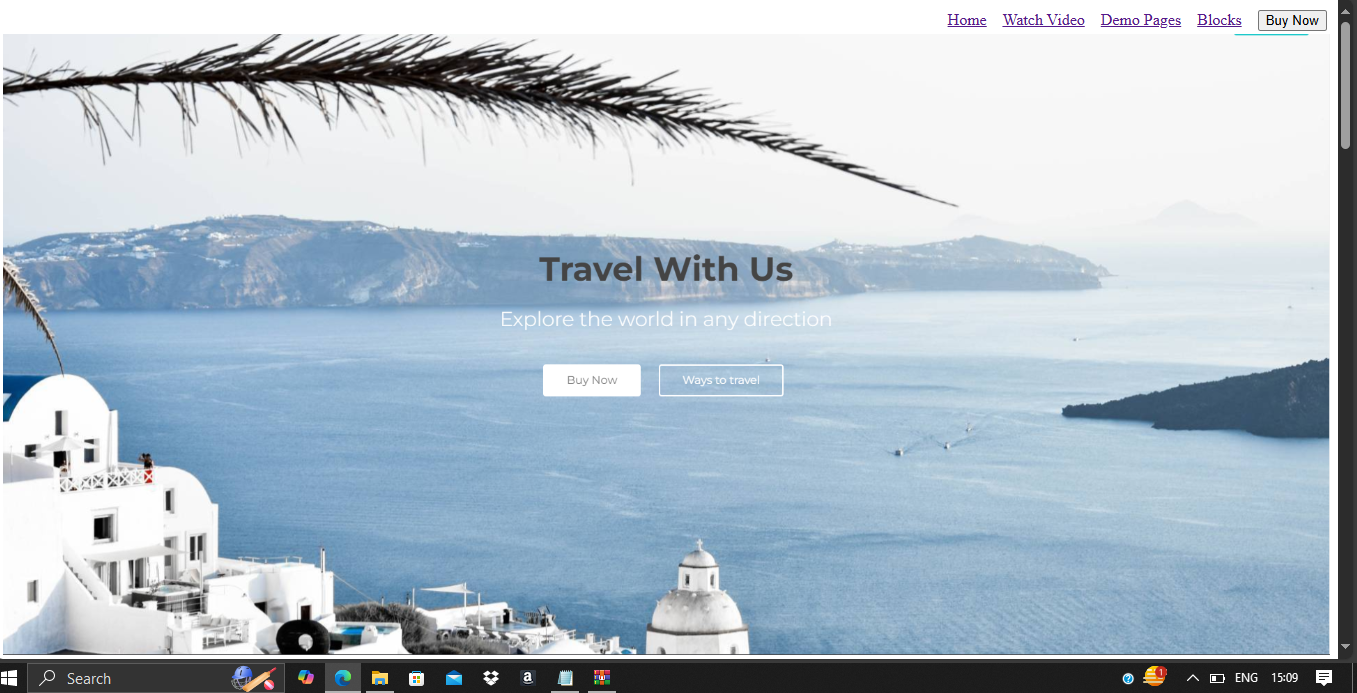 Home Watch Video Demo Pages Blocks Buy Now
Travel With Us
Explore the world in any direction
Buy Now Ways to travel
Search
a
1
ENG 15:09